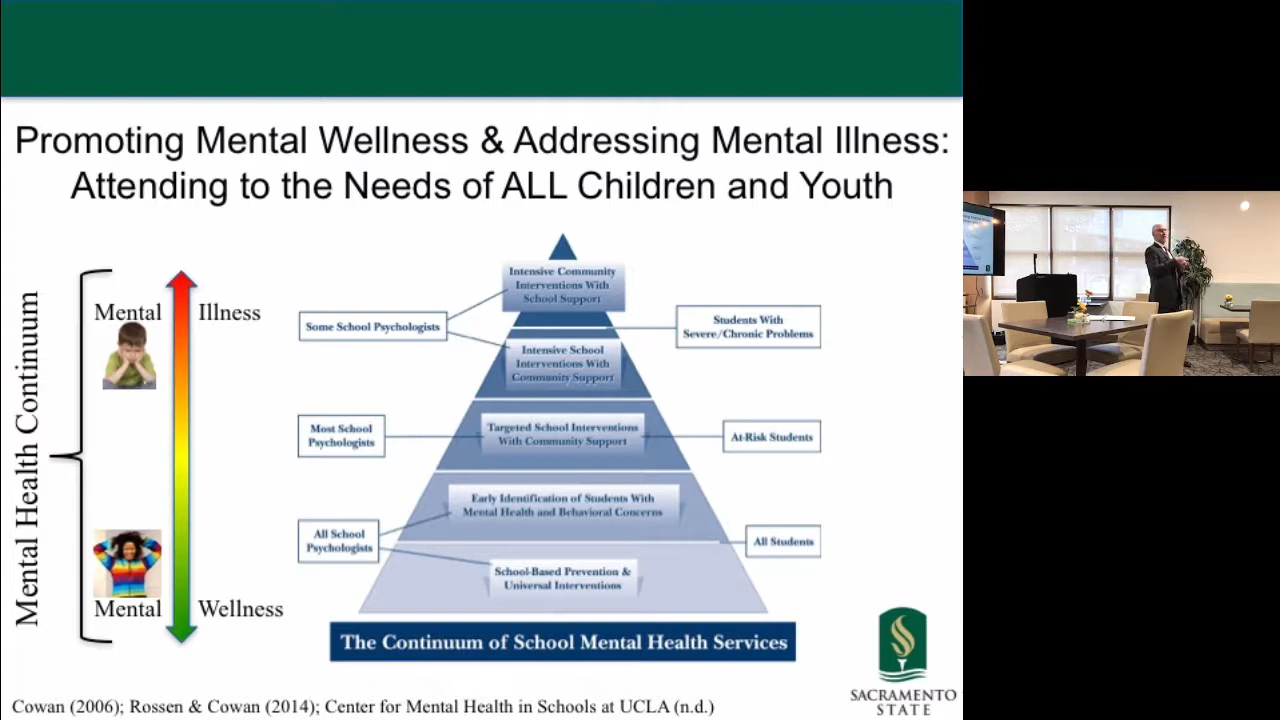 Promoting Mental Wellness & Addressing Mental Illness:
Attending to the Needs of ALL Children and Youth
Mental Health Continuum
Mental Illness
Mental Wellness
Intensive Community
Interventions With
School Support
Some School Psychologists
Students With
Severe/Chronic Problems
Intensive School
Interventions With
Community Support
Most School
Psychologists
Targeted School Interventions
With Community Support
At-Risk Students
Early Identification of Students With
Mental Health and Behavioral Concerns
All School
Psychologists
All Students
School-Based Prevention &
Universal Interventions
The Continuum of School Mental Health Services
Cowan (2006); Rossen & Cowan (2014); Center for Mental Health in Schools at UCLA (n.d.)
SACRAMENTO
STATE